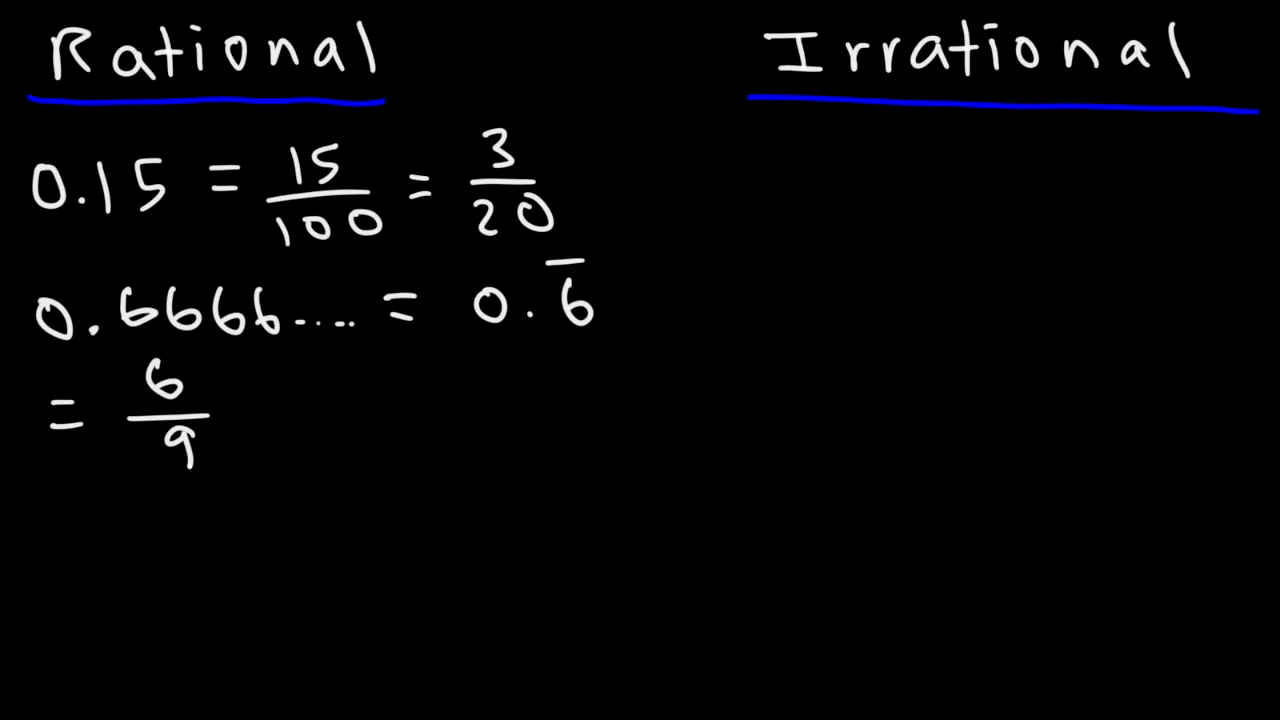 Rational
Irrational
0.15 = 15/100 = 3/20
0.6666.... = 0.6̅
= 6/9